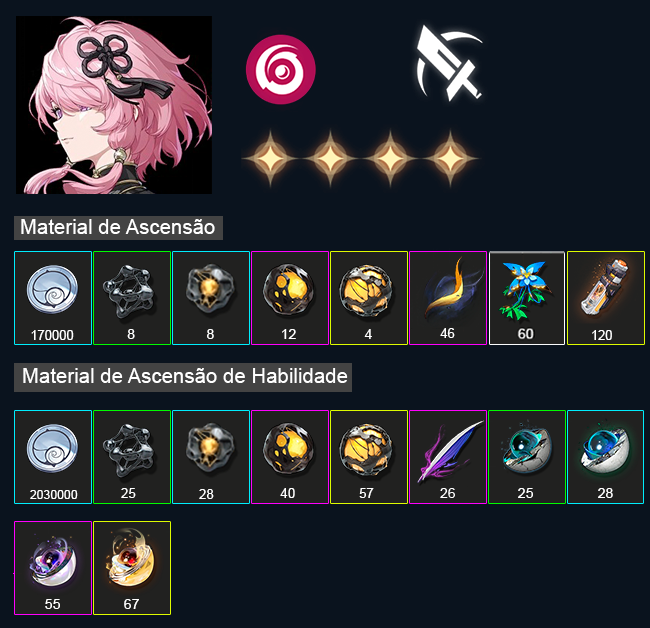 Material de Ascensão
170000 8 8 12 4 46 60 120
Material de Ascensão de Habilidade
2030000 25 28 40 57 26 25 28
55 67